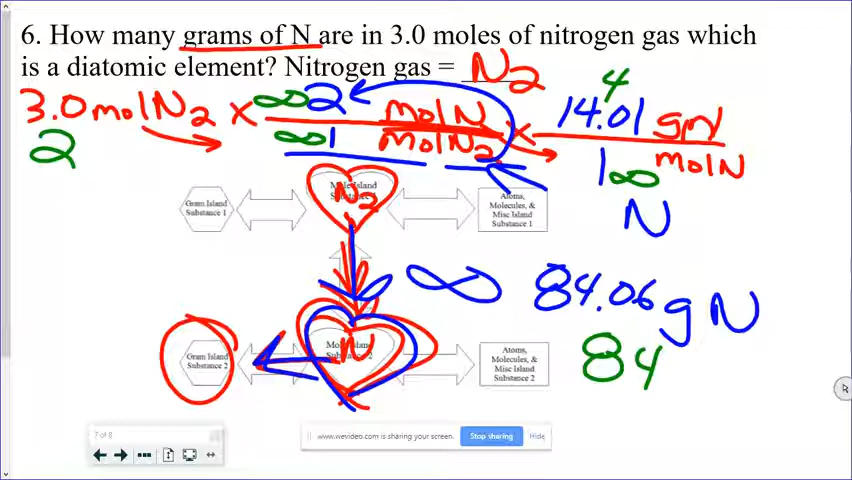 6. How many grams of N are in 3.0 moles of nitrogen gas which
is a diatomic element? Nitrogen gas = N2
3.0 mol N2 × ∞ 2 mol N × 14.01 g N
4
2
∞ 1 mol N2
1 ∞ mol N
N
Gram Island
Substance 1
Mole Island
Substance 1
N2
Atoms,
Molecules, &
Misc Island
Substance 1
∞ 84.06 g N
84
Gram Island
Substance 2
Mole Island
Substance 2
N
Atoms,
Molecules, &
Misc Island
Substance 2
7 of 8
www.wevideo.com is sharing your screen.
Stop sharing
Hide